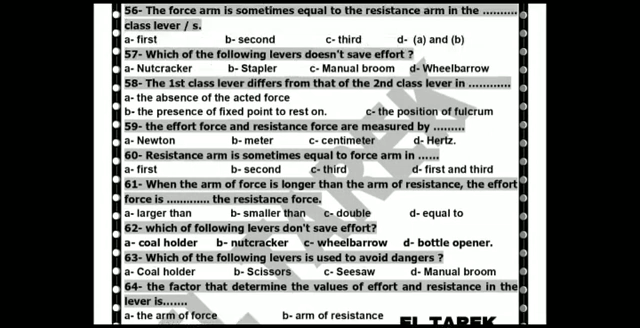 56- The force arm is sometimes equal to the resistance arm in the ..........
class lever / s.
a- first b- second c- third d- (a) and (b)
57- Which of the following levers doesn't save effort ?
a- Nutcracker b- Stapler c- Manual broom d- Wheelbarrow
58- The 1st class lever differs from that of the 2nd class lever in ............
a- the absence of the acted force
b- the presence of fixed point to rest on. c- the position of fulcrum
59- the effort force and resistance force are measured by .........
a- Newton b- meter c- centimeter d- Hertz.
60- Resistance arm is sometimes equal to force arm in ......
a- first b- second c- third d- first and third
61- When the arm of force is longer than the arm of resistance, the effort
force is ............. the resistance force.
a- larger than b- smaller than c- double d- equal to
62- which of following levers don't save effort?
a- coal holder b- nutcracker c- wheelbarrow d- bottle opener.
63- Which of the following levers is used to avoid dangers ?
a- Coal holder b- Scissors c- Seesaw d- Manual broom
64- the factor that determine the values of effort and resistance in the
lever is.......
a- the arm of force b- arm of resistance
EL TAREK
EL TAREK